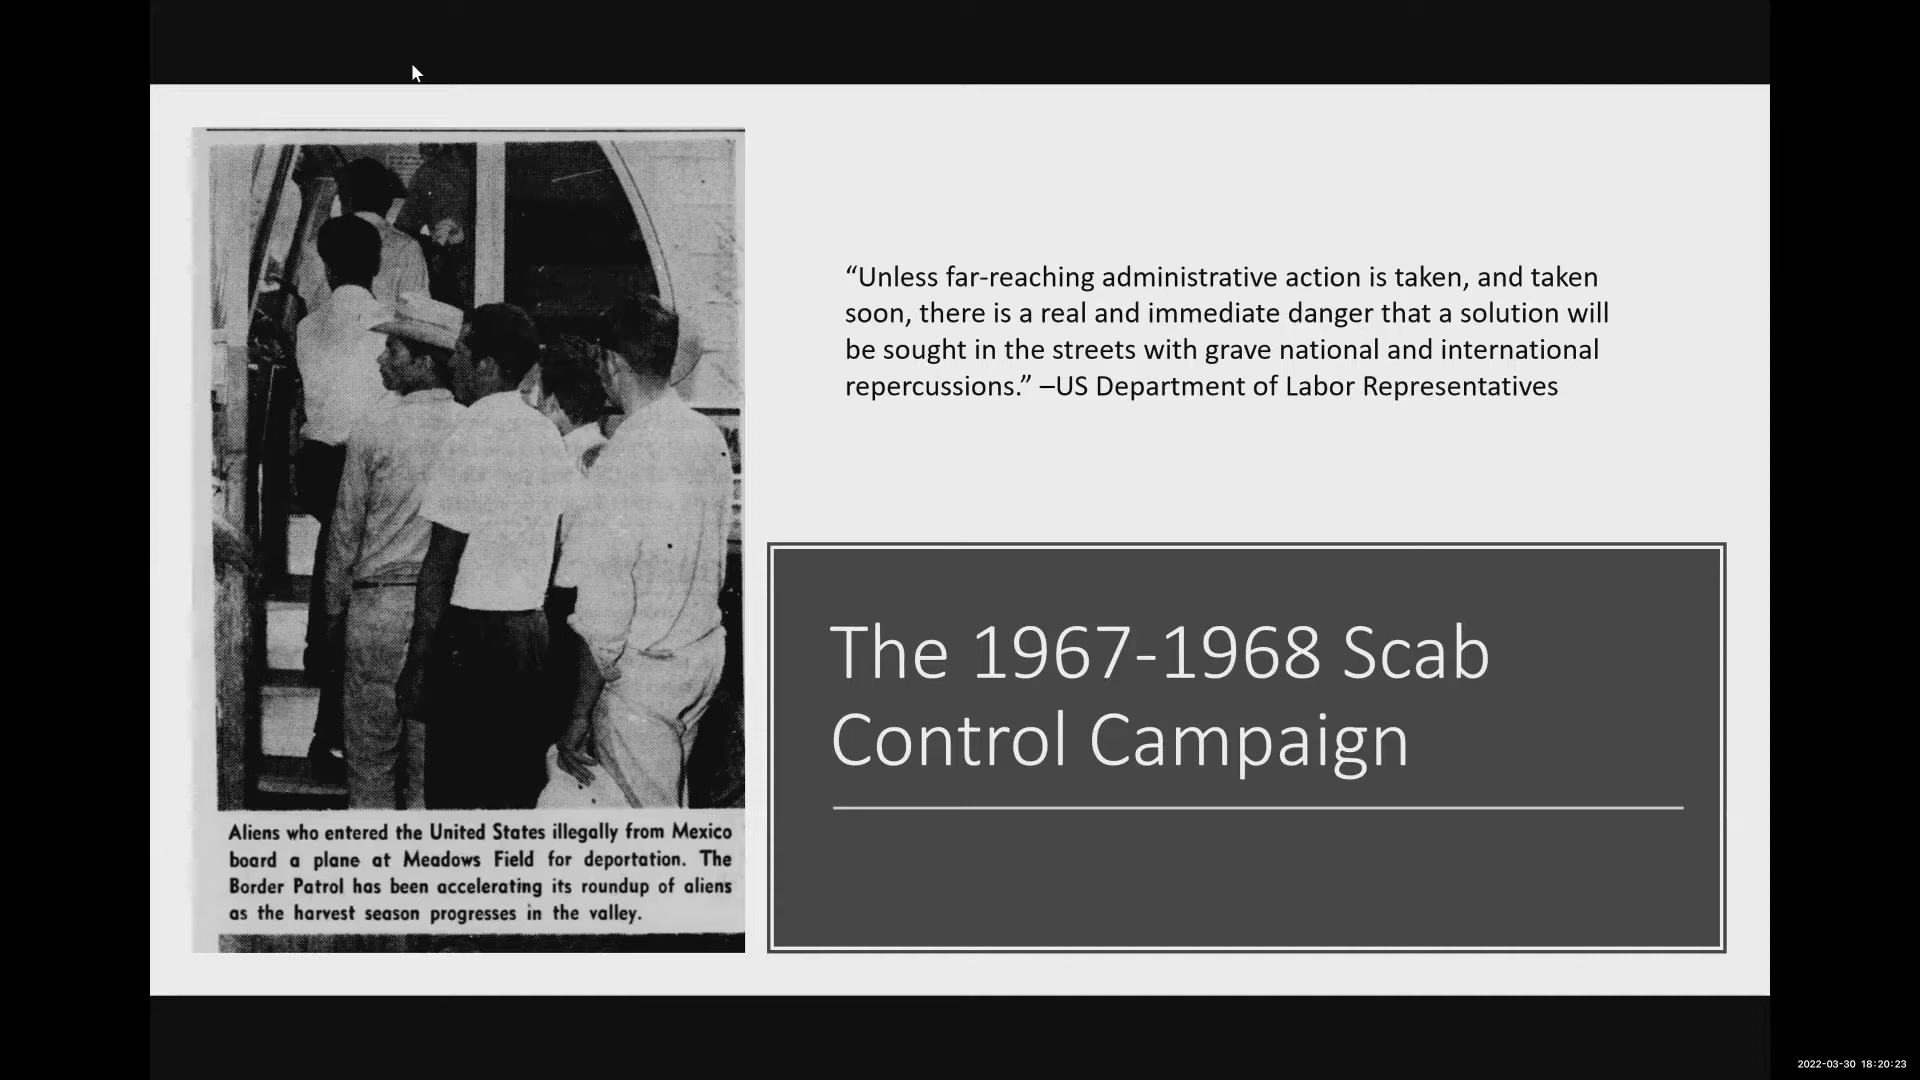 “Unless far-reaching administrative action is taken, and taken
soon, there is a real and immediate danger that a solution will
be sought in the streets with grave national and international
repercussions.” –US Department of Labor Representatives
The 1967-1968 Scab
Control Campaign
Aliens who entered the United States illegally from Mexico
board a plane at Meadows Field for deportation. The
Border Patrol has been accelerating its roundup of aliens
as the harvest season progresses in the valley.
2022-03-30 18:20:23